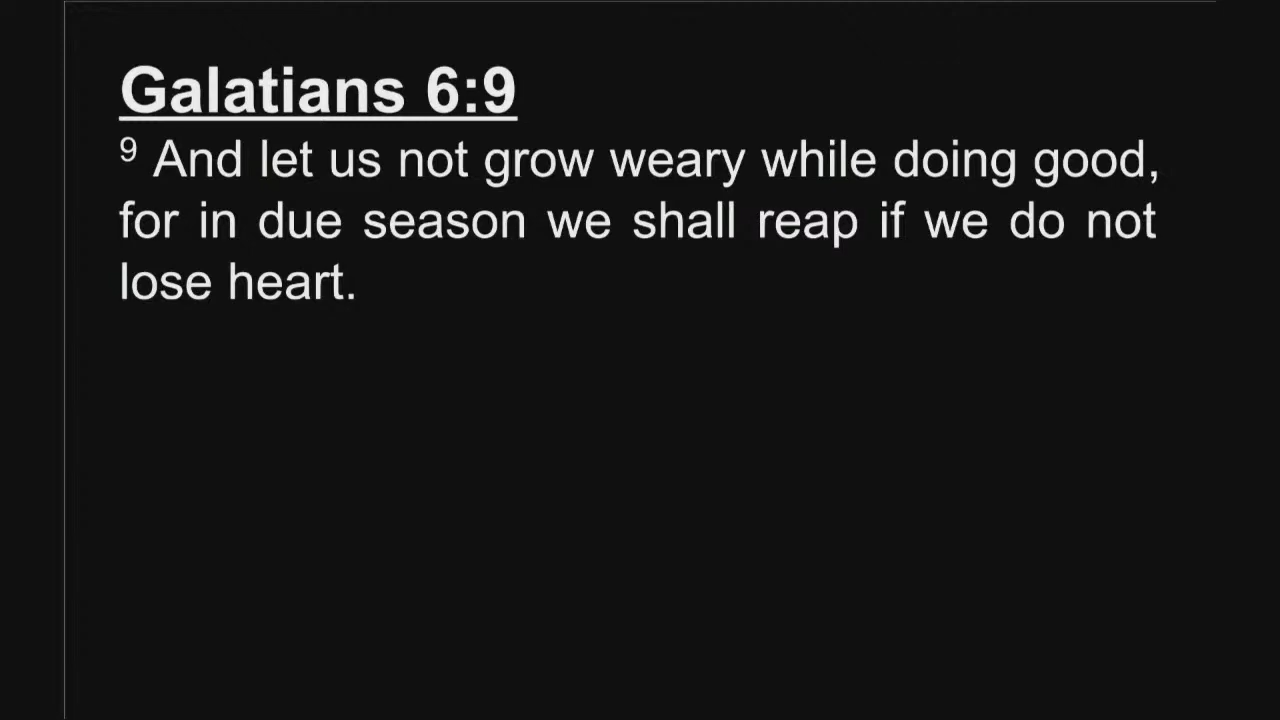 Galatians 6:9
9 And let us not grow weary while doing good,
for in due season we shall reap if we do not
lose heart.